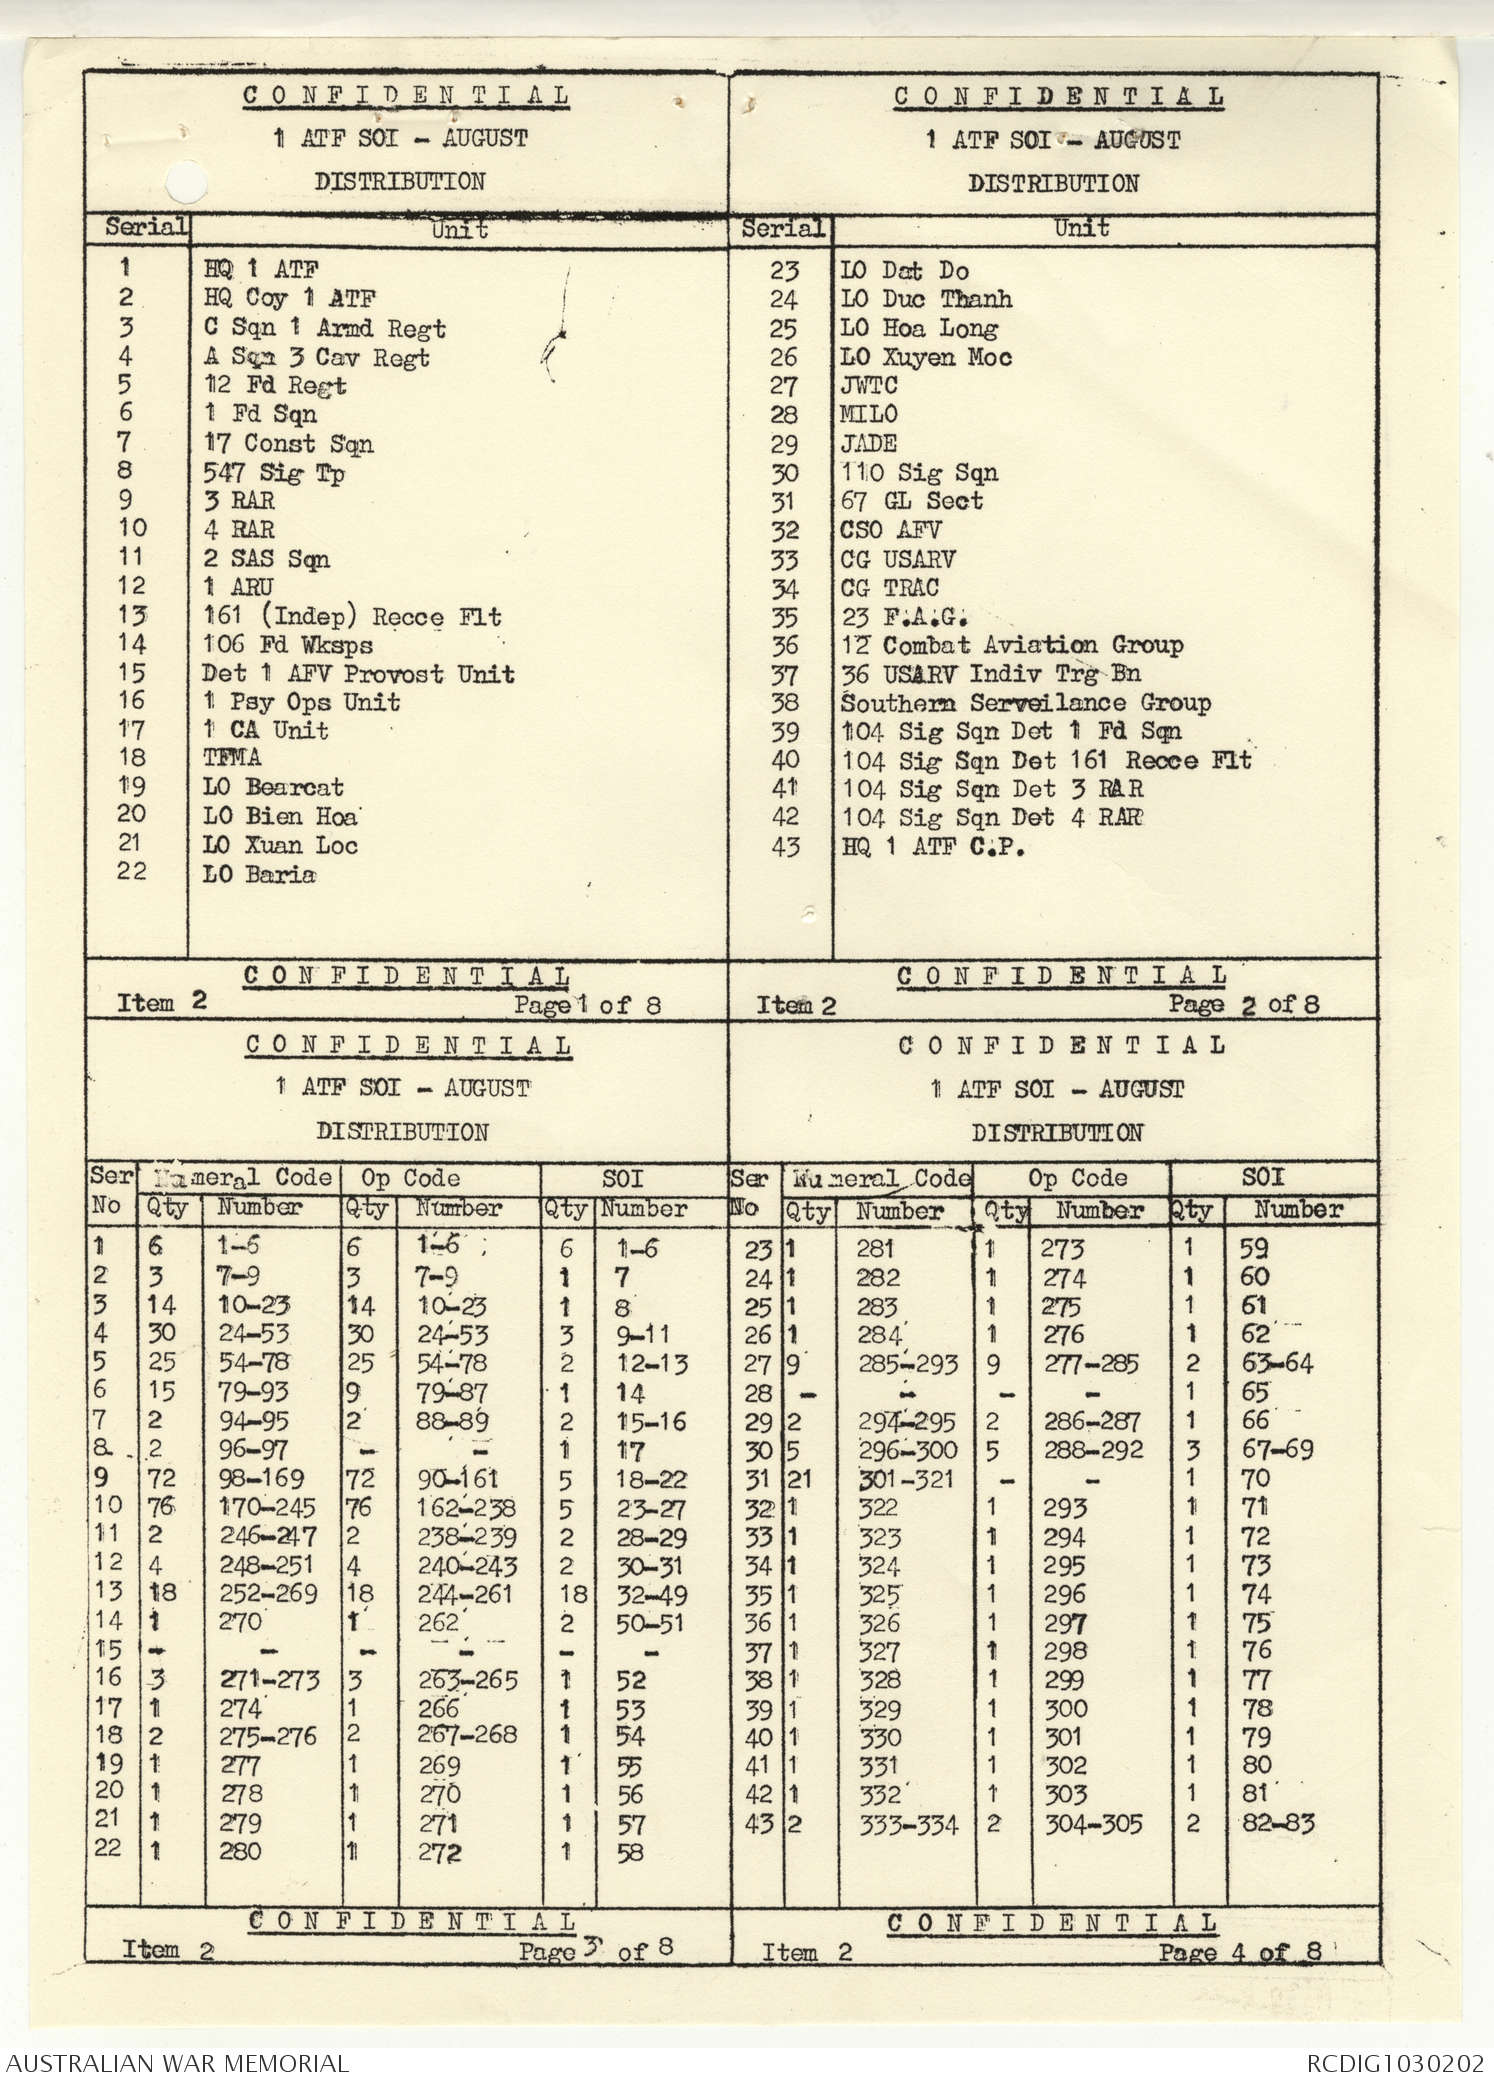 C O N F I D E N T I A L
1 ATF SOI - AUGUST
DISTRIBUTION
Serial Unit
1 HQ 1 ATF
2 HQ Coy 1 ATF
3 C Sqn 1 Armd Regt
4 A Sqn 3 Cav Regt
5 12 Fd Regt
6 1 Fd Sqn
7 17 Const Sqn
8 547 Sig Tp
9 3 RAR
10 4 RAR
11 2 SAS Sqn
12 1 ARU
13 161 (Indep) Recce Flt
14 106 Fd Wksps
15 Det 1 AFV Provost Unit
16 1 Psy Ops Unit
17 1 CA Unit
18 TFMA
19 LO Bearcat
20 LO Bien Hoa
21 LO Xuan Loc
22 LO Baria
C O N F I D E N T I A L
Item 2 Page 1 of 8
C O N F I D E N T I A L
1 ATF SOI - AUGUST
DISTRIBUTION
Serial Unit
23 LO Dat Do
24 LO Duc Thanh
25 LO Hoa Long
26 LO Xuyen Moc
27 JWTC
28 MILO
29 JADE
30 110 Sig Sqn
31 67 GL Sect
32 CSO AFV
33 CG USARV
34 CG TRAC
35 23 F.A.G.
36 12 Combat Aviation Group
37 36 USARV Indiv Trg Bn
38 Southern Serveilance Group
39 104 Sig Sqn Det 1 Fd Sqn
40 104 Sig Sqn Det 161 Recce Flt
41 104 Sig Sqn Det 3 RAR
42 104 Sig Sqn Det 4 RAR
43 HQ 1 ATF C.P.
C O N F I D E N T I A L
Item 2 Page 2 of 8
C O N F I D E N T I A L
1 ATF SOI - AUGUST
DISTRIBUTION
Ser Numeral Code Op Code SOI
No Qty Number Qty Number Qty Number
1 6 1-6 6 1-6 6 1-6
2 3 7-9 3 7-9 1 7
3 14 10-23 14 10-23 1 8
4 30 24-53 30 24-53 3 9-11
5 25 54-78 25 54-78 2 12-13
6 15 79-93 9 79-87 1 14
7 2 94-95 2 88-89 2 15-16
8 2 96-97 - - 1 17
9 72 98-169 72 90-161 5 18-22
10 76 170-245 76 162-238 5 23-27
11 2 246-247 2 238-239 2 28-29
12 4 248-251 4 240-243 2 30-31
13 18 252-269 18 244-261 18 32-49
14 1 270 1 262 2 50-51
15 - - - - - -
16 3 271-273 3 263-265 1 52
17 1 274 1 266 1 53
18 2 275-276 2 267-268 1 54
19 1 277 1 269 1 55
20 1 278 1 270 1 56
21 1 279 1 271 1 57
22 1 280 1 272 1 58
C O N F I D E N T I A L
Item 2 Page 3 of 8
C O N F I D E N T I A L
1 ATF SOI - AUGUST
DISTRIBUTION
Ser Numeral Code Op Code SOI
No Qty Number Qty Number Qty Number
23 1 281 1 273 1 59
24 1 282 1 274 1 60
25 1 283 1 275 1 61
26 1 284 1 276 1 62
27 9 285-293 9 277-285 2 63-64
28 - - - - 1 65
29 2 294-295 2 286-287 1 66
30 5 296-300 5 288-292 3 67-69
31 21 301-321 - - 1 70
32 1 322 1 293 1 71
33 1 323 1 294 1 72
34 1 324 1 295 1 73
35 1 325 1 296 1 74
36 1 326 1 297 1 75
37 1 327 1 298 1 76
38 1 328 1 299 1 77
39 1 329 1 300 1 78
40 1 330 1 301 1 79
41 1 331 1 302 1 80
42 1 332 1 303 1 81
43 2 333-334 2 304-305 2 82-83
C O N F I D E N T I A L
Item 2 Page 4 of 8
AUSTRALIAN WAR MEMORIAL RCDIG1030202